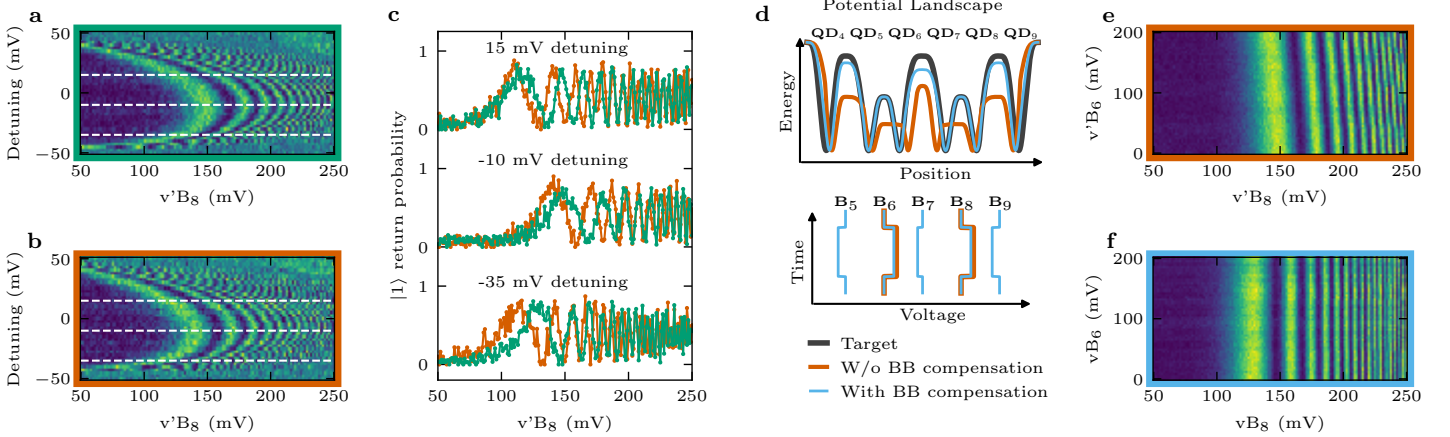 a
50
0
−50
Detuning (mV)
50
100
150
200
250
v'B8 (mV)
b
50
0
−50
Detuning (mV)
50
100
150
200
250
v'B8 (mV)
c
1
0
1
0
1
0
|1⟩ return probability
15 mV detuning
-10 mV detuning
-35 mV detuning
50
100
150
200
250
v'B8 (mV)
d
Potential Landscape
QD4 QD5 QD6 QD7 QD8 QD9
Energy
Position
B5 B6 B7 B8 B9
Time
Voltage
Target
W/o BB compensation
With BB compensation
e
200
100
0
v'B6 (mV)
50
100
150
200
250
v'B8 (mV)
f
200
100
0
vB6 (mV)
50
100
150
200
250
vB8 (mV)